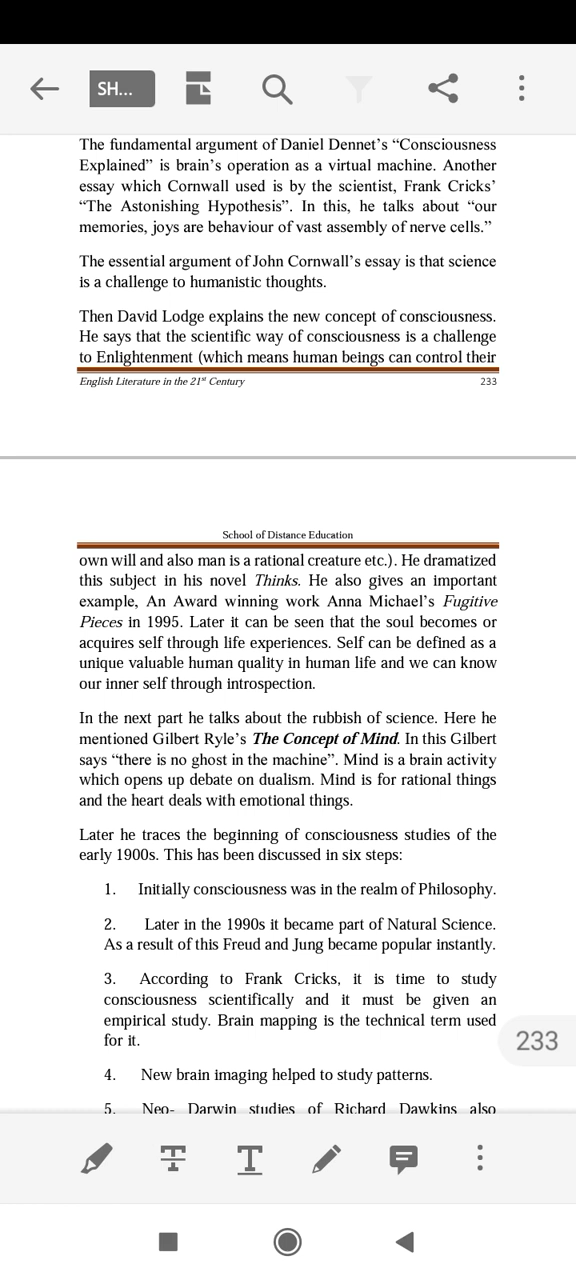 SH...
The fundamental argument of Daniel Dennet's “Consciousness
Explained” is brain's operation as a virtual machine. Another
essay which Cornwall used is by the scientist, Frank Cricks’
“The Astonishing Hypothesis”. In this, he talks about “our
memories, joys are behaviour of vast assembly of nerve cells.”
The essential argument of John Cornwall's essay is that science
is a challenge to humanistic thoughts.
Then David Lodge explains the new concept of consciousness.
He says that the scientific way of consciousness is a challenge
to Enlightenment (which means human beings can control their
English Literature in the 21st Century 233
School of Distance Education
own will and also man is a rational creature etc.). He dramatized
this subject in his novel Thinks. He also gives an important
example, An Award winning work Anna Michael's Fugitive
Pieces in 1995. Later it can be seen that the soul becomes or
acquires self through life experiences. Self can be defined as a
unique valuable human quality in human life and we can know
our inner self through introspection.
In the next part he talks about the rubbish of science. Here he
mentioned Gilbert Ryle's The Concept of Mind. In this Gilbert
says “there is no ghost in the machine”. Mind is a brain activity
which opens up debate on dualism. Mind is for rational things
and the heart deals with emotional things.
Later he traces the beginning of consciousness studies of the
early 1900s. This has been discussed in six steps:
1. Initially consciousness was in the realm of Philosophy.
2. Later in the 1990s it became part of Natural Science.
As a result of this Freud and Jung became popular instantly.
3. According to Frank Cricks, it is time to study
consciousness scientifically and it must be given an
empirical study. Brain mapping is the technical term used
for it.
233
4. New brain imaging helped to study patterns.
5. Neo- Darwin studies of Richard Dawkins also